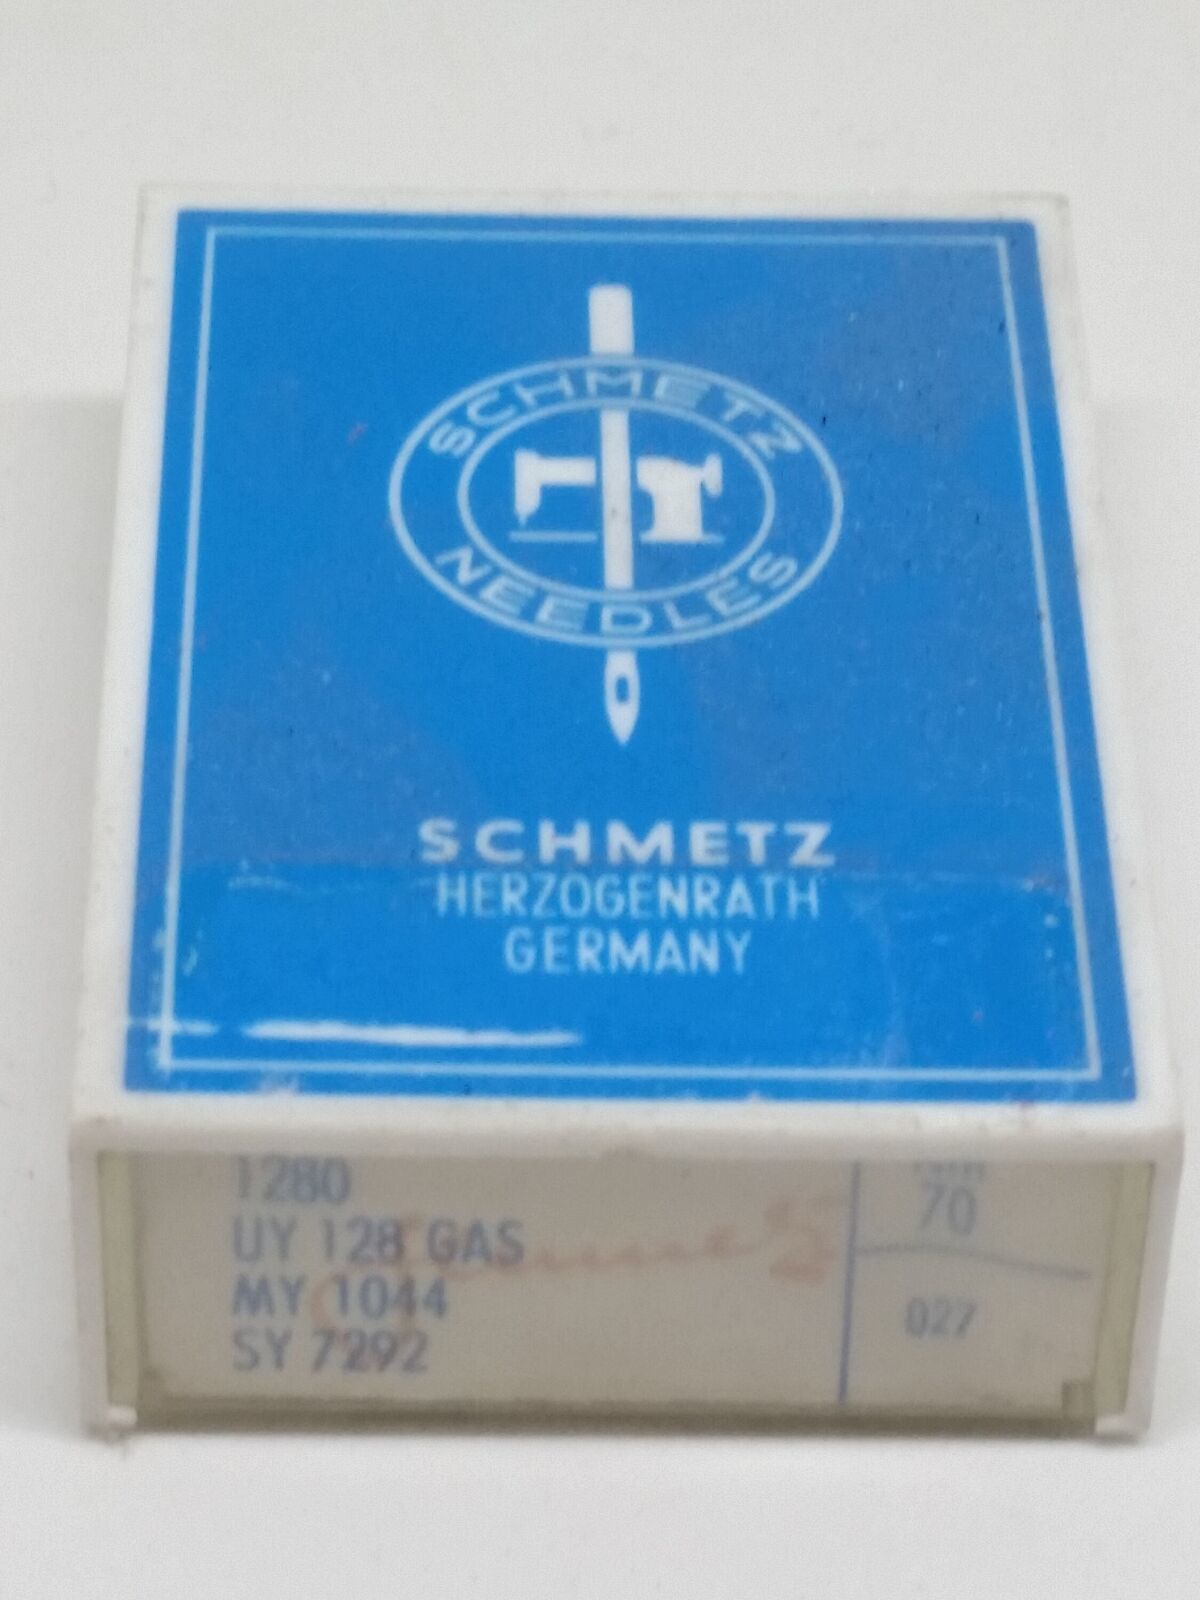 SCHMETZ
NEEDLES
SCHMETZ
HERZOGENRATH
GERMANY
1280
UY 128 GAS
MY 1044
SY 7292
70
027